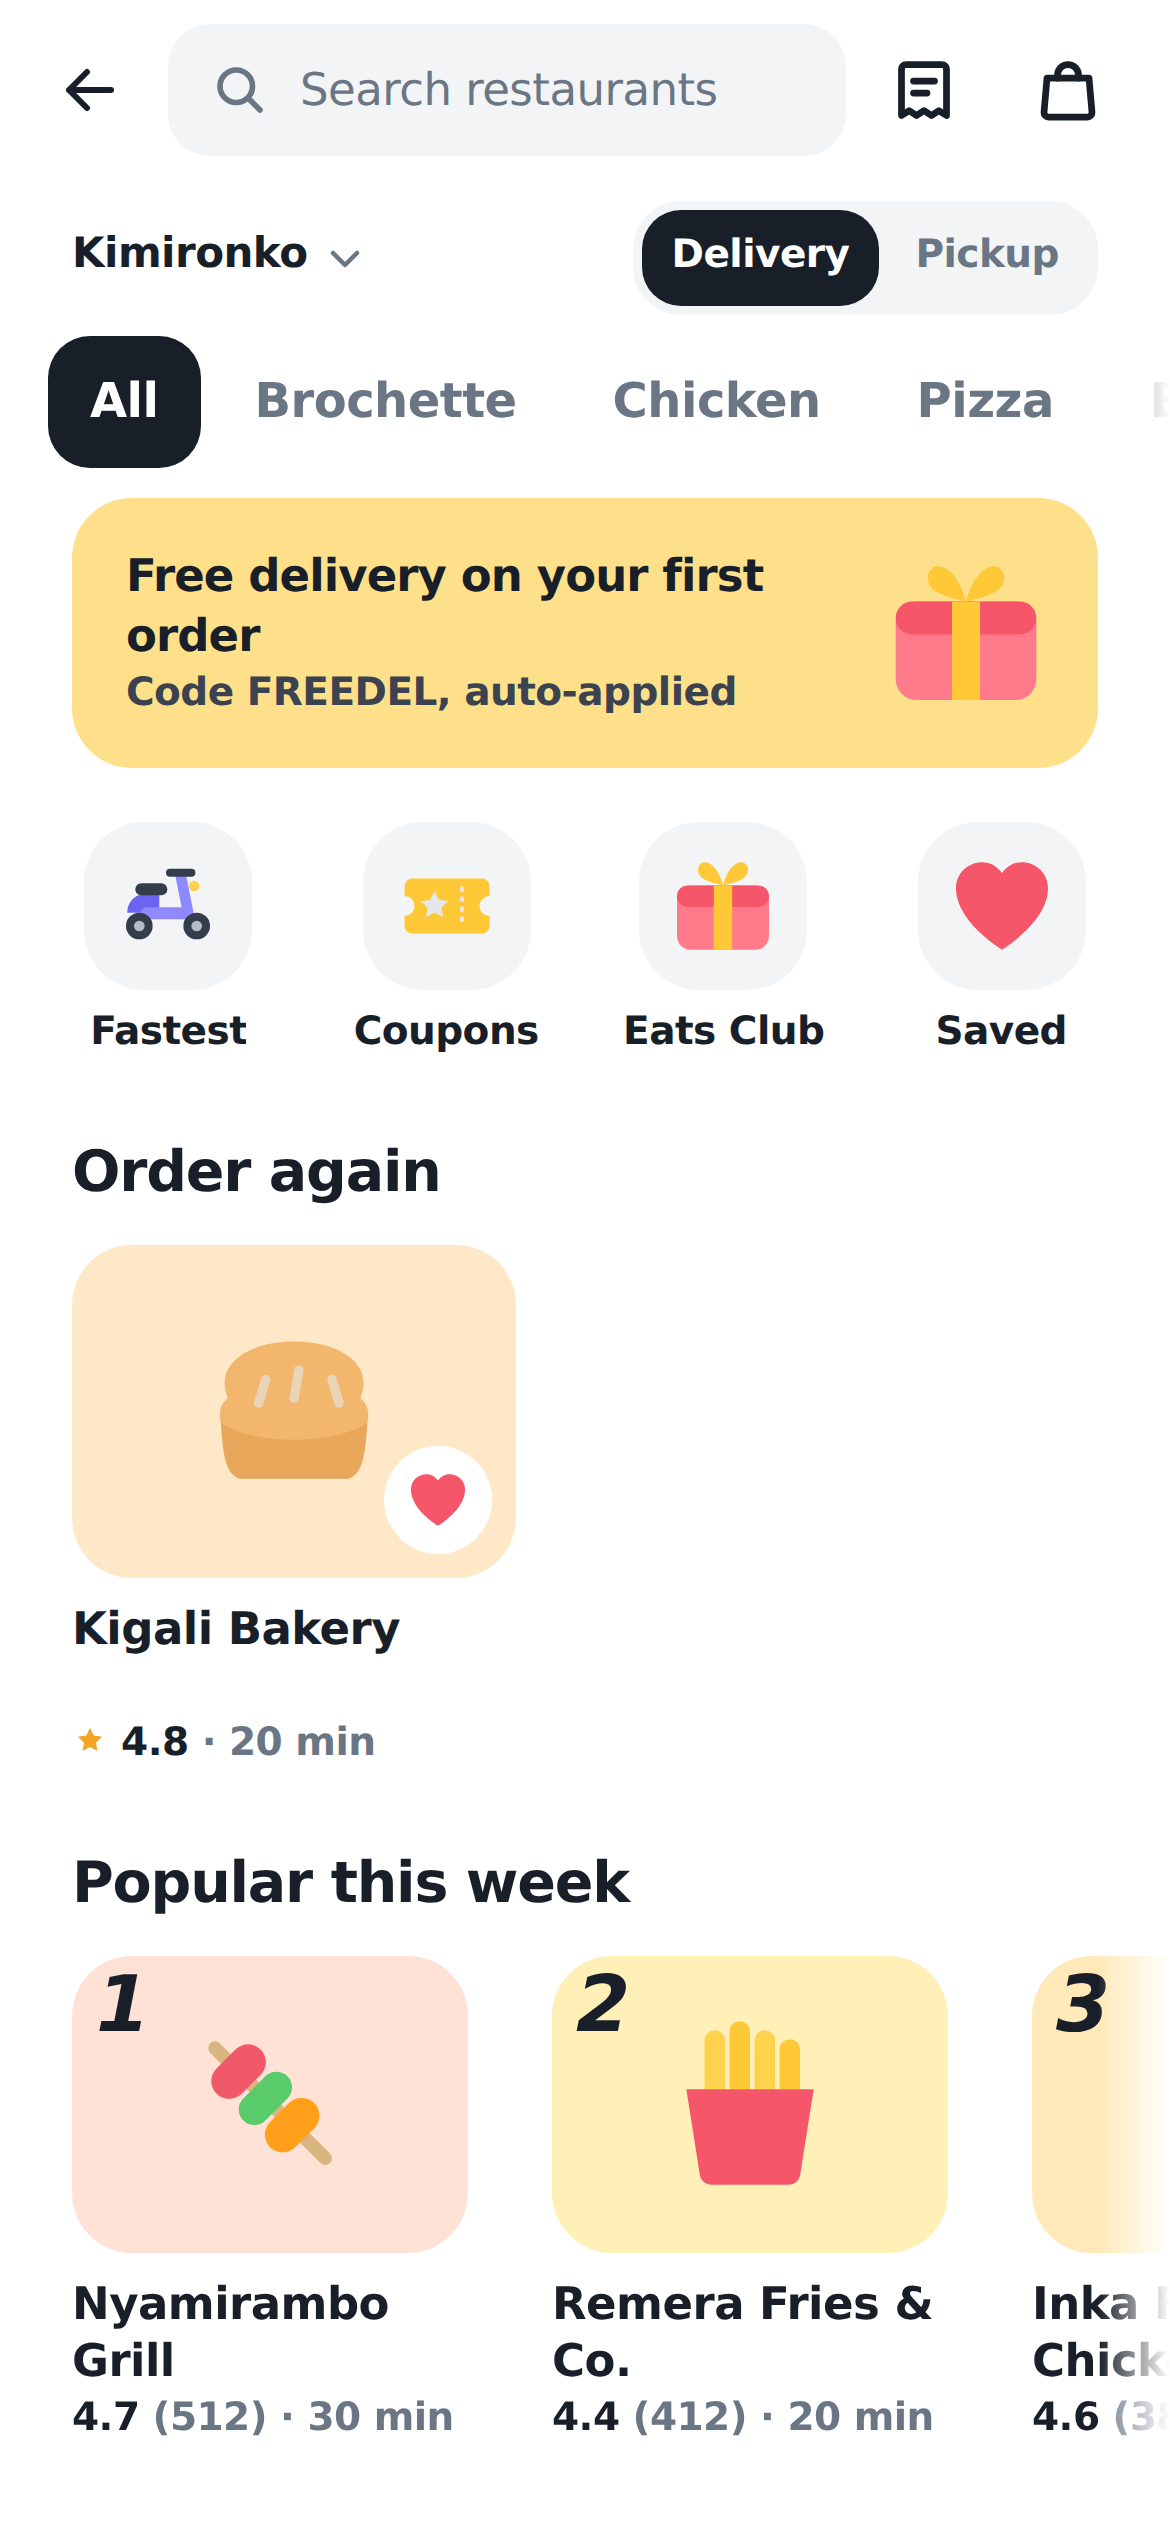 Search restaurants
Kimironko
Delivery
Pickup
All
Brochette
Chicken
Pizza
Free delivery on your first
order
Code FREEDEL, auto-applied
Fastest
Coupons
Eats Club
Saved
Order again
Kigali Bakery
4.8 · 20 min
Popular this week
1
2
3
Nyamirambo
Grill
4.7 (512) · 30 min
Remera Fries &
Co.
4.4 (412) · 20 min
Inka
4.6